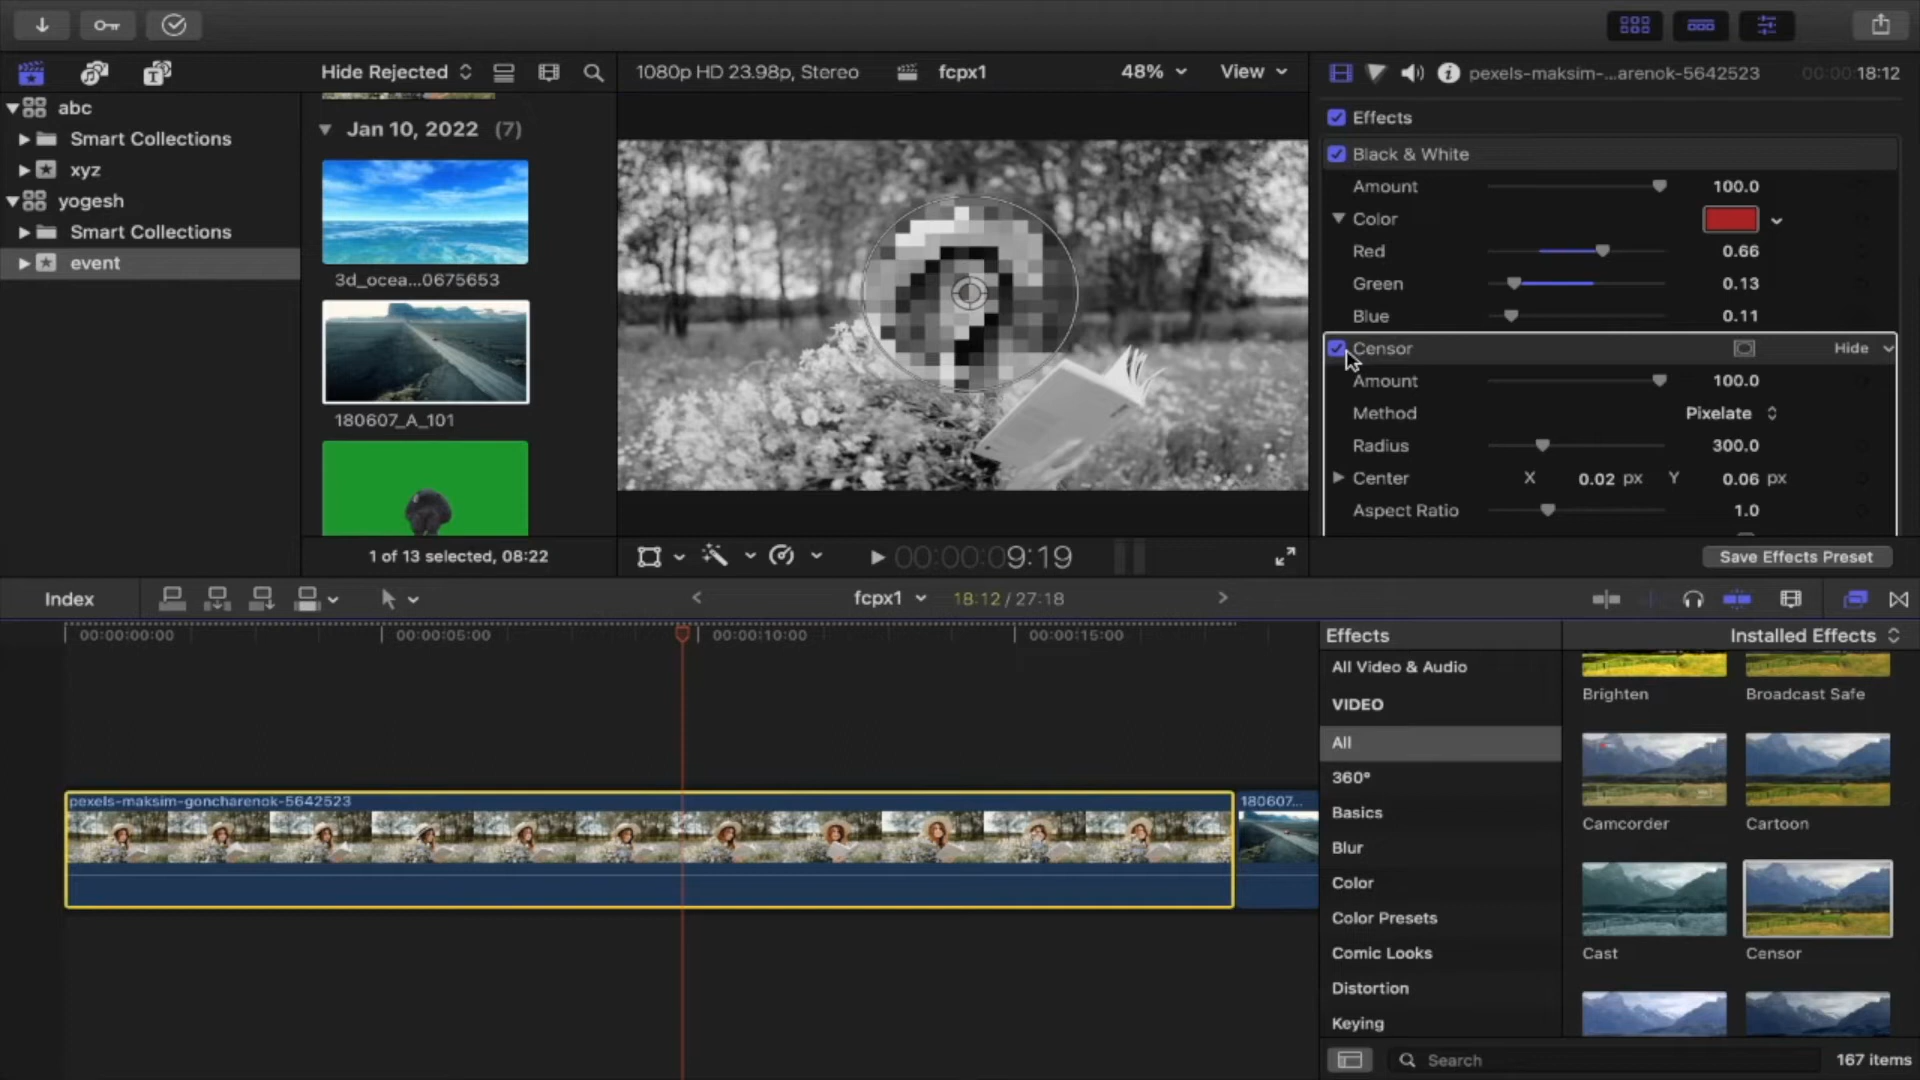 Hide Rejected
1080p HD 23.98p, Stereo
fcpx1
48%
View
pexels-maksim-...arenok-5642523
00:00:18:12
abc
Smart Collections
xyz
yogesh
Smart Collections
event
Jan 10, 2022 (7)
3d_ocea...0675653
180607_A_101
1 of 13 selected, 08:22
00:00:09:19
Effects
Black & White
Amount 100.0
Color
Red 0.66
Green 0.13
Blue 0.11
Censor Hide
Amount 100.0
Method Pixelate
Radius 300.0
Center X 0.02 px Y 0.06 px
Aspect Ratio 1.0
Save Effects Preset
Index
fcpx1
18:12 / 27:18
00:00:00:00
00:00:05:00
00:00:10:00
00:00:15:00
pexels-maksim-goncharenok-5642523
180607...
Effects
Installed Effects
All Video & Audio
VIDEO
All
360°
Basics
Blur
Color
Color Presets
Comic Looks
Distortion
Keying
Brighten
Broadcast Safe
Camcorder
Cartoon
Cast
Censor
Search
167 items